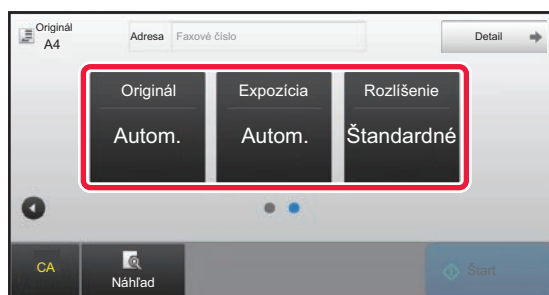 Originál
A4
Adresa Faxové číslo
Detail
Originál
Autom.
Expozícia
Autom.
Rozlíšenie
Štandardné
CA
Náhľad
Štart